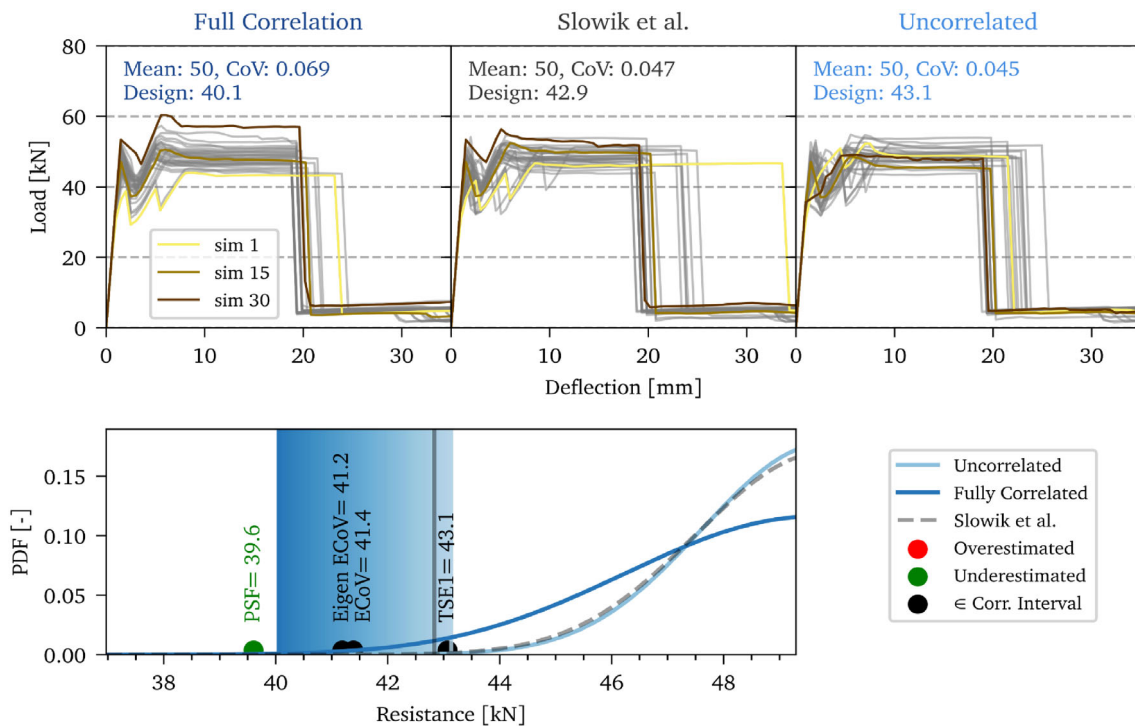 Full Correlation
Slowik et al.
Uncorrelated
80
60
40
20
0
Load [kN]
Mean: 50, CoV: 0.069
Design: 40.1
Mean: 50, CoV: 0.047
Design: 42.9
Mean: 50, CoV: 0.045
Design: 43.1
sim 1
sim 15
sim 30
0 10 20 30 0 10 20 30 0 10 20 30
Deflection [mm]
0.15
0.10
0.05
0.00
PDF [-]
PSF= 39.6
Eigen ECoV= 41.2
ECoV= 41.4
TSE1= 43.1
38 40 42 44 46 48
Resistance [kN]
Uncorrelated
Fully Correlated
Slowik et al.
Overestimated
Underestimated
∈ Corr. Interval